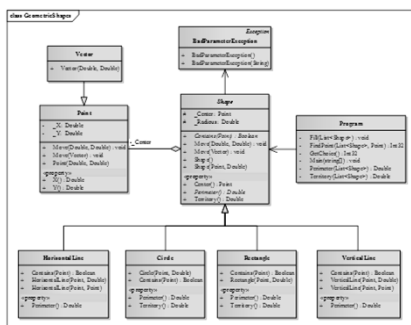 class GeometricShapes
Vector
+ Vector(Double, Double)
Exception
BadParameterException
+ BadParameterException()
+ BadParameterException(String)
Point
- _X: Double
- _Y: Double
+ Move(Double, Double) : void
+ Move(Vector) : void
+ Point(Double, Double)
«property»
+ X() : Double
+ Y() : Double
-_Center
Shape
# _Center: Point
# _Radius: Double
+ Contains(Point) : Boolean
+ Move(Double, Double) : void
+ Move(Vector) : void
+ Shape()
+ Shape(Point, Double)
«property»
+ Center() : Point
+ Perimeter() : Double
+ Territory() : Double
Program
- Fill(List<Shape>) : void
- FindPoint(List<Shape>, Point) : Int32
- GetChoice() : Int32
- Main(string[]) : void
- Perimeter(List<Shape>) : Double
- Territory(List<Shape>) : Double
HorizontalLine
+ Contains(Point) : Boolean
+ HorizontalLine(Point, Double)
+ HorizontalLine(Point, Point)
«property»
+ Perimeter() : Double
Circle
+ Circle(Point, Double)
+ Contains(Point) : Boolean
«property»
+ Perimeter() : Double
+ Territory() : Double
Rectangle
+ Contains(Point) : Boolean
+ Rectangle(Point, Double)
«property»
+ Perimeter() : Double
+ Territory() : Double
VerticalLine
+ Contains(Point) : Boolean
+ VerticalLine(Point, Double)
+ VerticalLine(Point, Point)
«property»
+ Perimeter() : Double